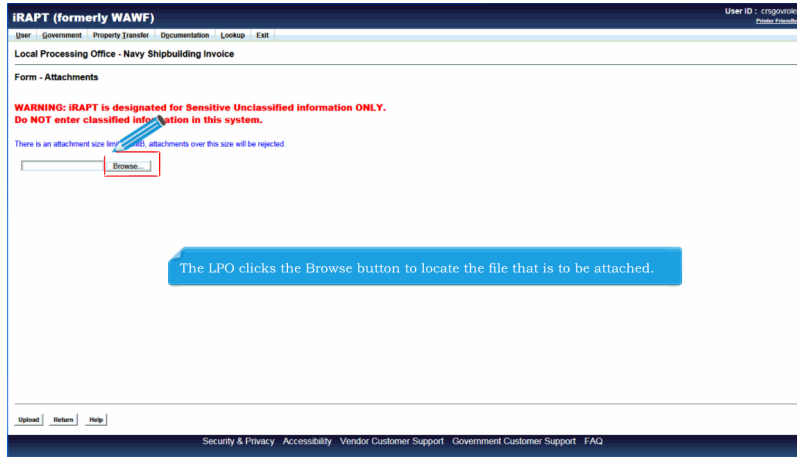 iRAPT (formerly WAWF)
User ID : crsgovrole
Printer Friendly
User Government Property Transfer Documentation Lookup Exit
Local Processing Office - Navy Shipbuilding Invoice
Form - Attachments
WARNING: iRAPT is designated for Sensitive Unclassified information ONLY.
Do NOT enter classified information in this system.
There is an attachment size attachments over this size will be rejected.
Browse...
The LPO clicks the Browse button to locate the file that is to be attached.
Upload Return Help
Security & Privacy Accessibility Vendor Customer Support Government Customer Support FAQ